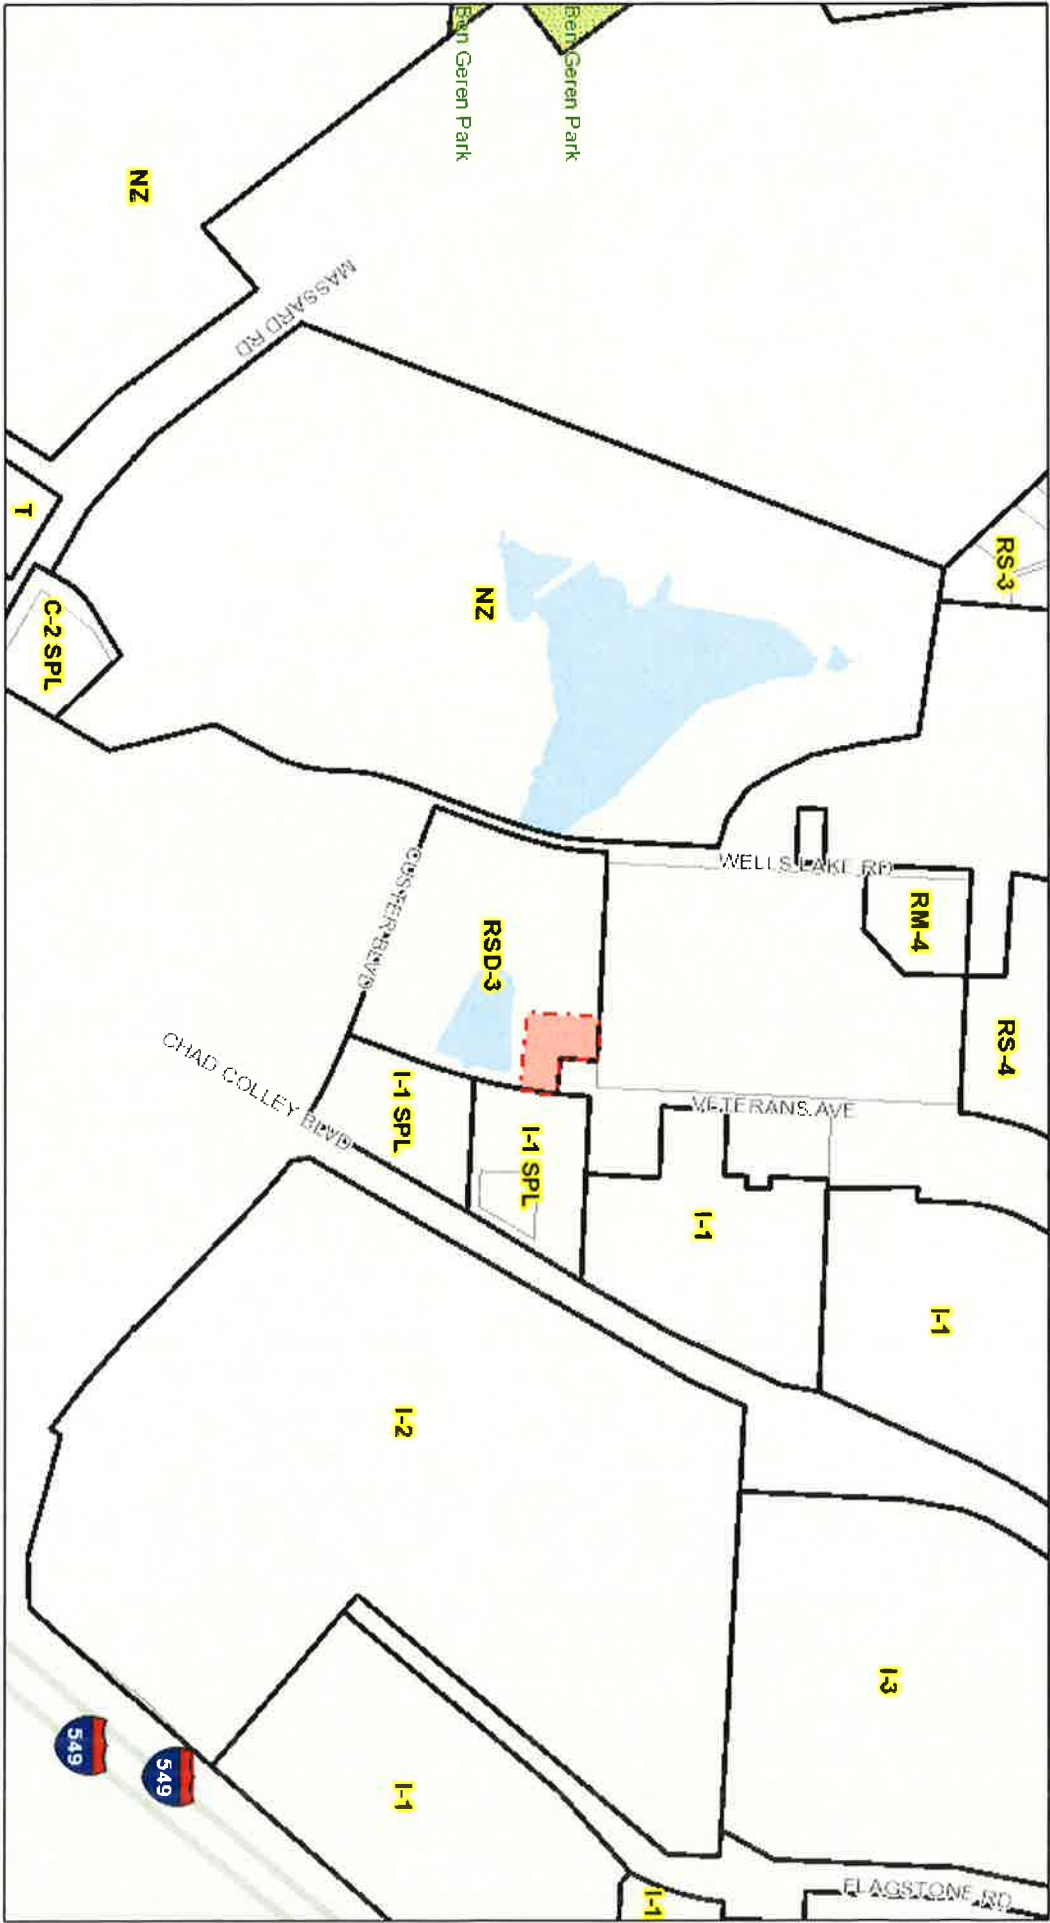 Ben Geren Park
Ben Geren Park
NZ
MASSARD RD
T
C-2 SPL
NZ
RS-3
WELLS LAKE RD
RM-4
RS-4
CUSTER BLVD
RSD-3
VETERANS AVE
CHAD COLLEY BLVD
I-1 SPL
I-1 SPL
I-1
I-1
I-2
I-3
549
549
I-1
I-1
FLAGSTONE RD